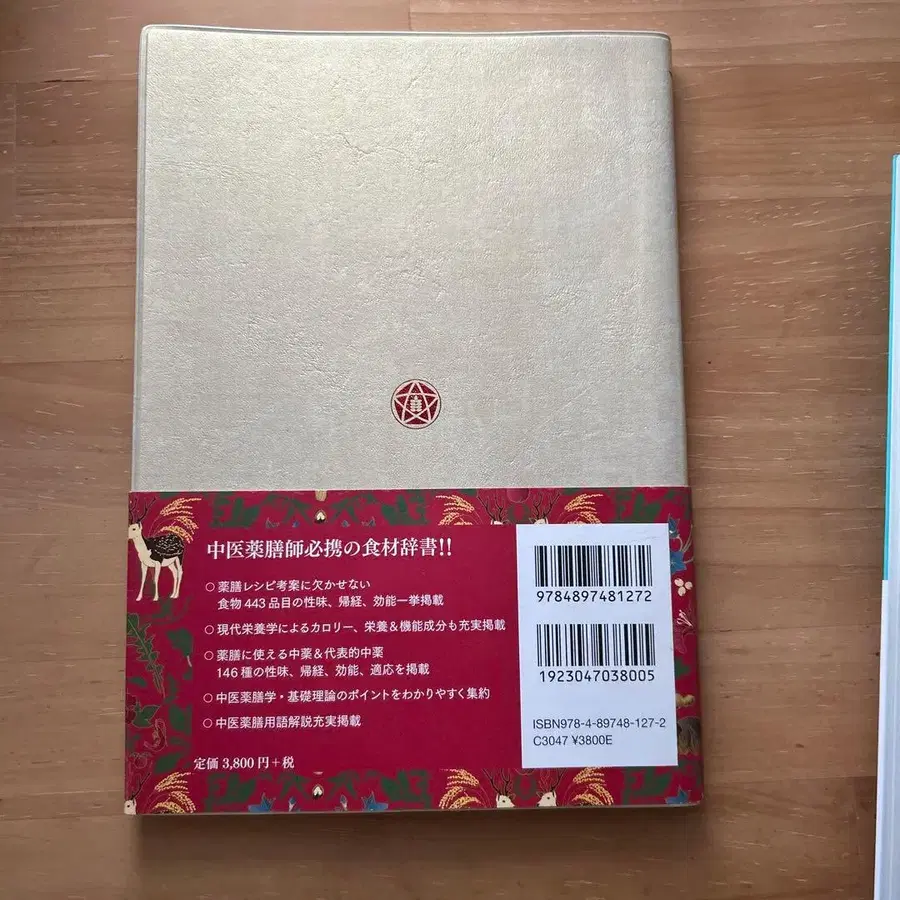 中医薬膳師必携の食材辞書!!
○薬膳レシピ考案に欠かせない
食物443品目の性味、帰経、効能一挙掲載
○現代栄養学によるカロリー、栄養&機能成分も充実掲載
○薬膳に使える中薬&代表的中薬
146種の性味、帰経、効能、適応を掲載
○中医薬膳学・基礎理論のポイントをわかりやすく集約
○中医薬膳用語解説充実掲載
定価 3,800円+税
9784897481272
1923047038005
ISBN978-4-89748-127-2
C3047 ¥3800E